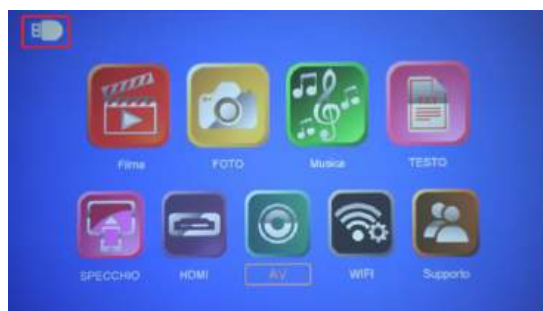 Films
FOTO
Musica
TESTO
SPECCHIO
HDMI
AV
WIFI
Supporto